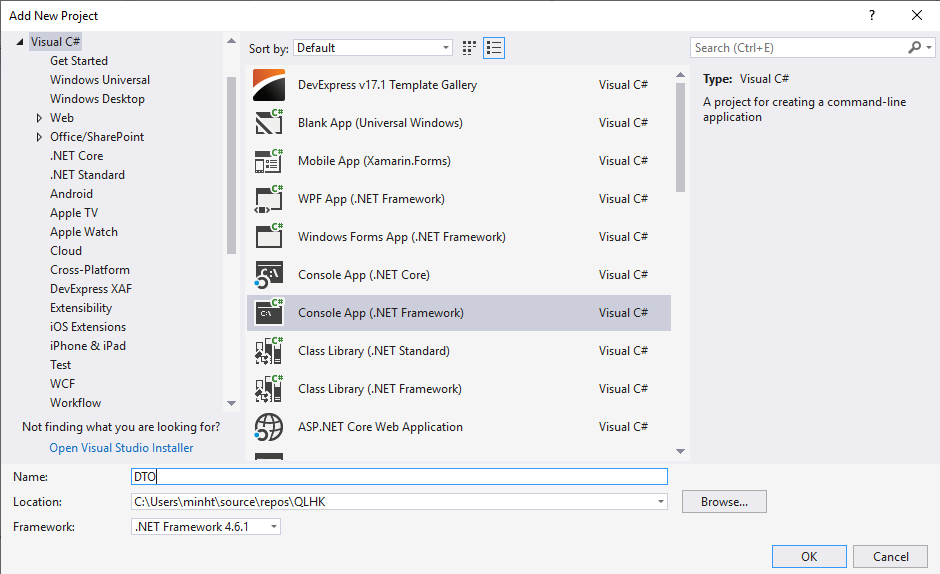 Add New Project
?
Visual C#
Get Started
Windows Universal
Windows Desktop
Web
Office/SharePoint
.NET Core
.NET Standard
Android
Apple TV
Apple Watch
Cloud
Cross-Platform
DevExpress XAF
Extensibility
iOS Extensions
iPhone & iPad
Test
WCF
Workflow
Not finding what you are looking for?
Open Visual Studio Installer
Sort by: Default
DevExpress v17.1 Template Gallery Visual C#
C# Blank App (Universal Windows) Visual C#
C# Mobile App (Xamarin.Forms) Visual C#
C# WPF App (.NET Framework) Visual C#
C# Windows Forms App (.NET Framework) Visual C#
C# Console App (.NET Core) Visual C#
C# Console App (.NET Framework) Visual C#
C# Class Library (.NET Standard) Visual C#
C# Class Library (.NET Framework) Visual C#
ASP.NET Core Web Application Visual C#
Search (Ctrl+E)
Type: Visual C#
A project for creating a command-line
application
Name: DTO
Location: C:\Users\minht\source\repos\QLHK Browse...
Framework: .NET Framework 4.6.1
OK Cancel